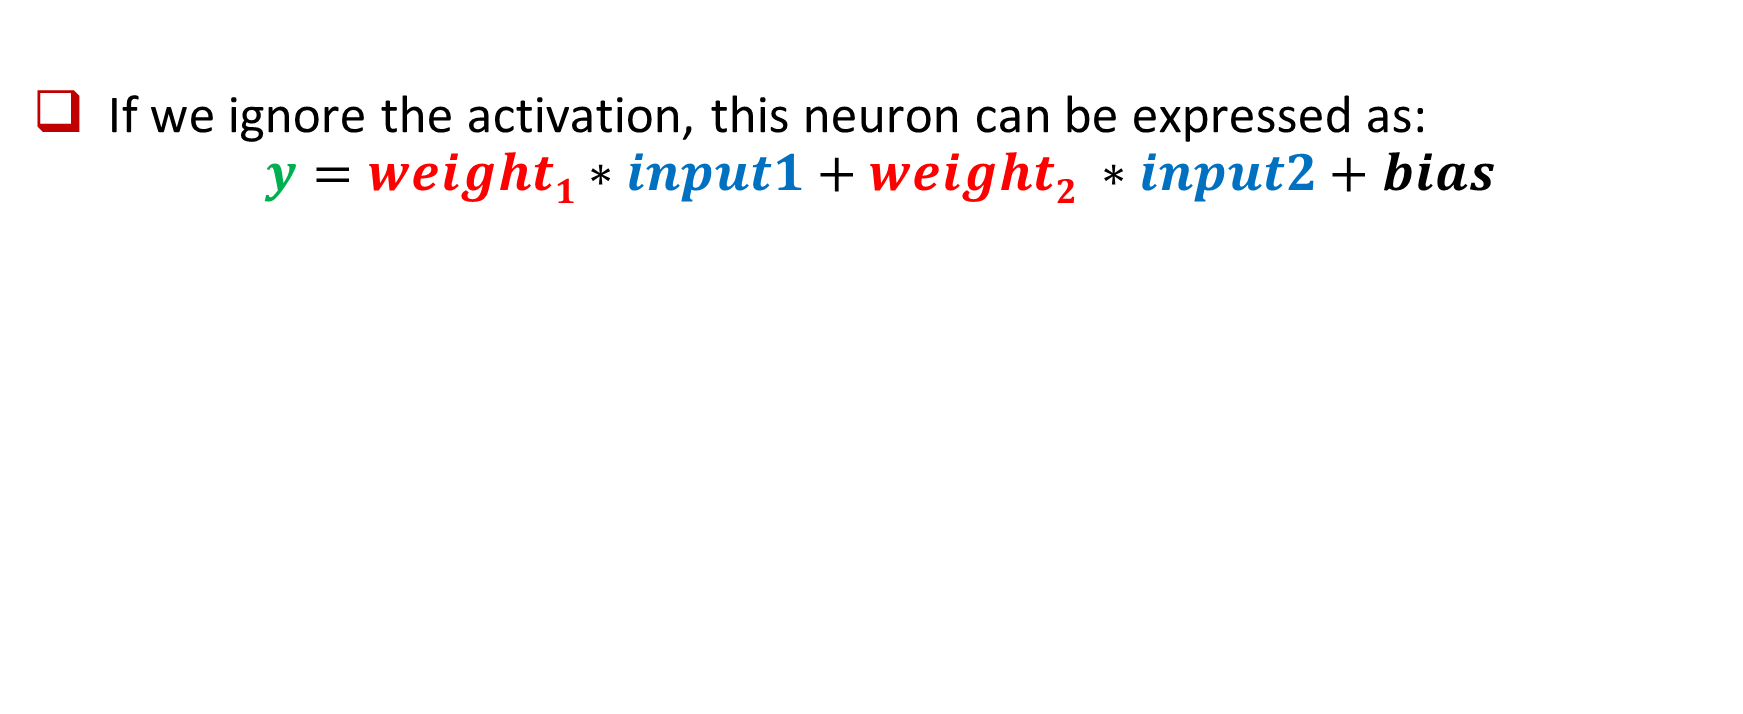 If we ignore the activation, this neuron can be expressed as:
y = weight₁ * input1 + weight₂ * input2 + bias